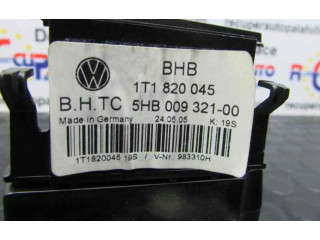 BHB
1T1 820 045
B.H.TC 5HB 009 321-00
Made in Germany 24.05.05 K: 19S
1T1820045 19S / V-Nr.: 983310H